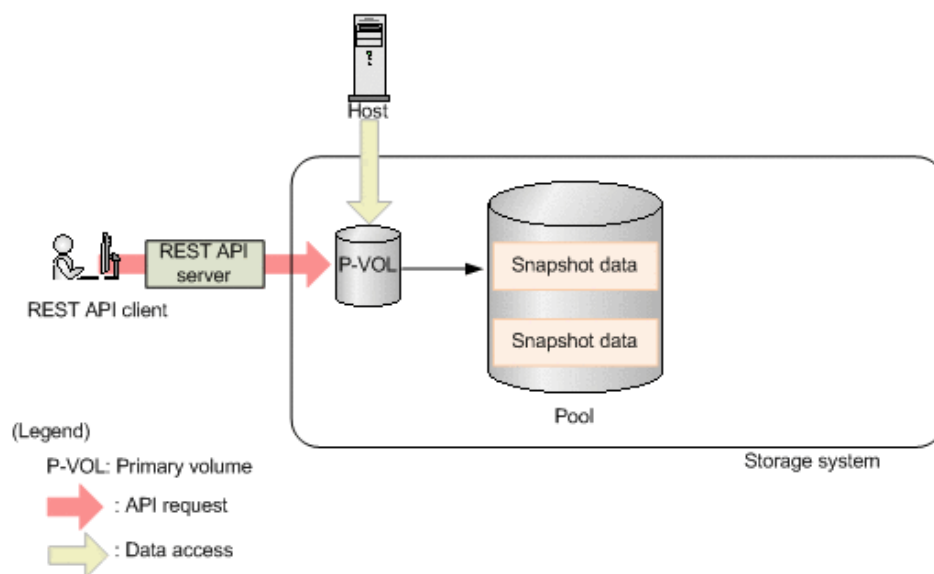 Host
REST API
server
P-VOL
Snapshot data
REST API client
Snapshot data
Pool
(Legend)
Storage system
P-VOL: Primary volume
: API request
: Data access